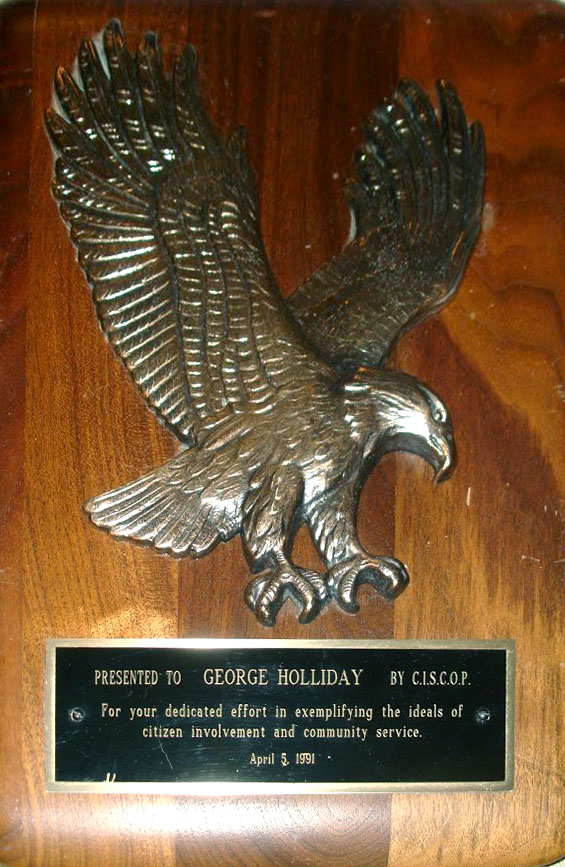 PRESENTED TO GEORGE HOLLIDAY BY C.I.S.C.O.P.
For your dedicated effort in exemplifying the ideals of
citizen involvement and community service.
April 5, 1991